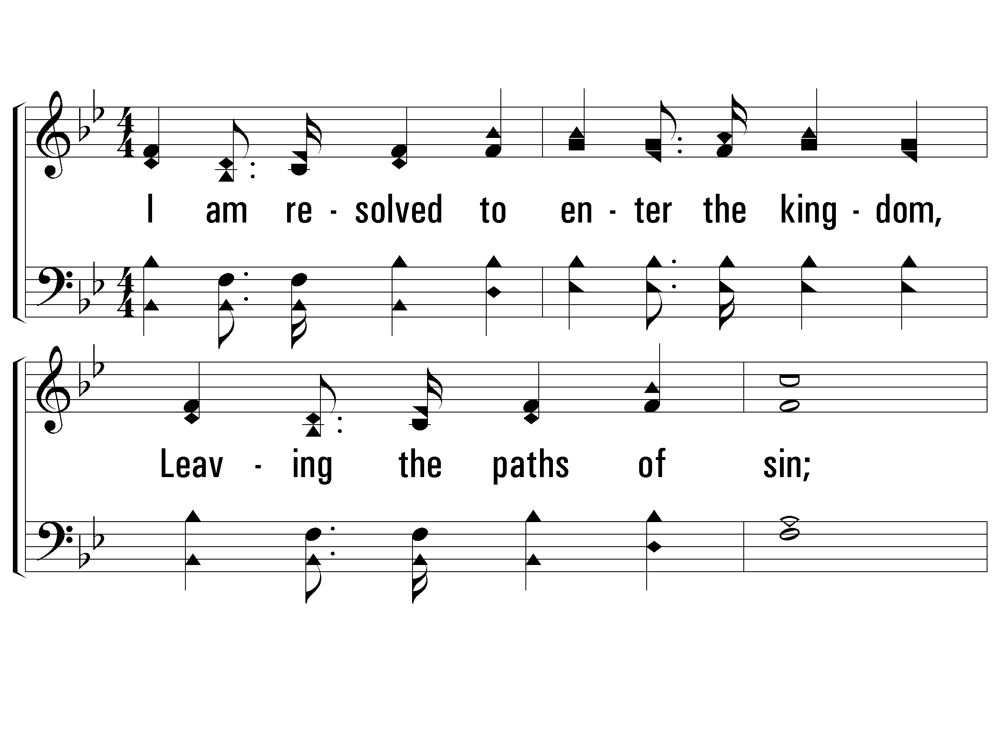 I am re - solved to en - ter the king - dom,
Leav - ing the paths of sin;